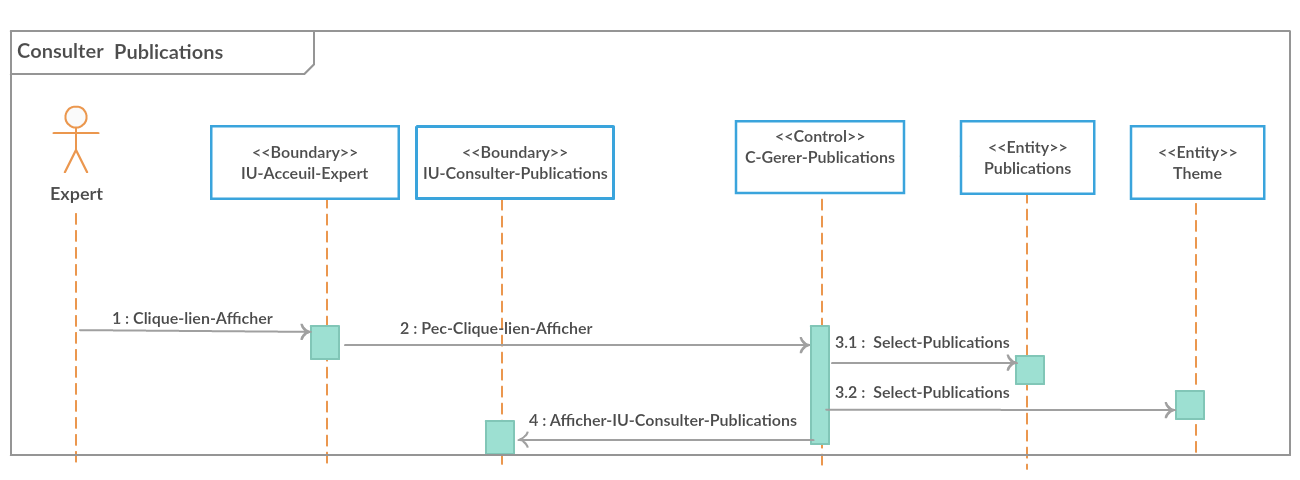 Consulter Publications
Expert
<<Boundary>>
IU-Acceuil-Expert
<<Boundary>>
IU-Consulter-Publications
<<Control>>
C-Gerer-Publications
<<Entity>>
Publications
<<Entity>>
Theme
1 : Clique-lien-Afficher
2 : Pec-Clique-lien-Afficher
3.1 : Select-Publications
3.2 : Select-Publications
4 : Afficher-IU-Consulter-Publications